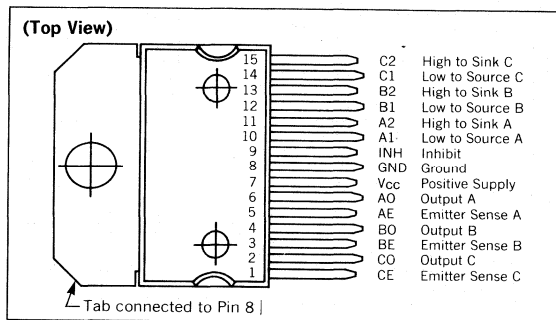 (Top View)
15 C2 High to Sink C
14 C1 Low to Source C
13 B2 High to Sink B
12 B1 Low to Source B
11 A2 High to Sink A
10 A1 Low to Source A
9 INH Inhibit
8 GND Ground
7 Vcc Positive Supply
6 AO Output A
5 AE Emitter Sense A
4 BO Output B
3 BE Emitter Sense B
2 CO Output C
1 CE Emitter Sense C
Tab connected to Pin 8